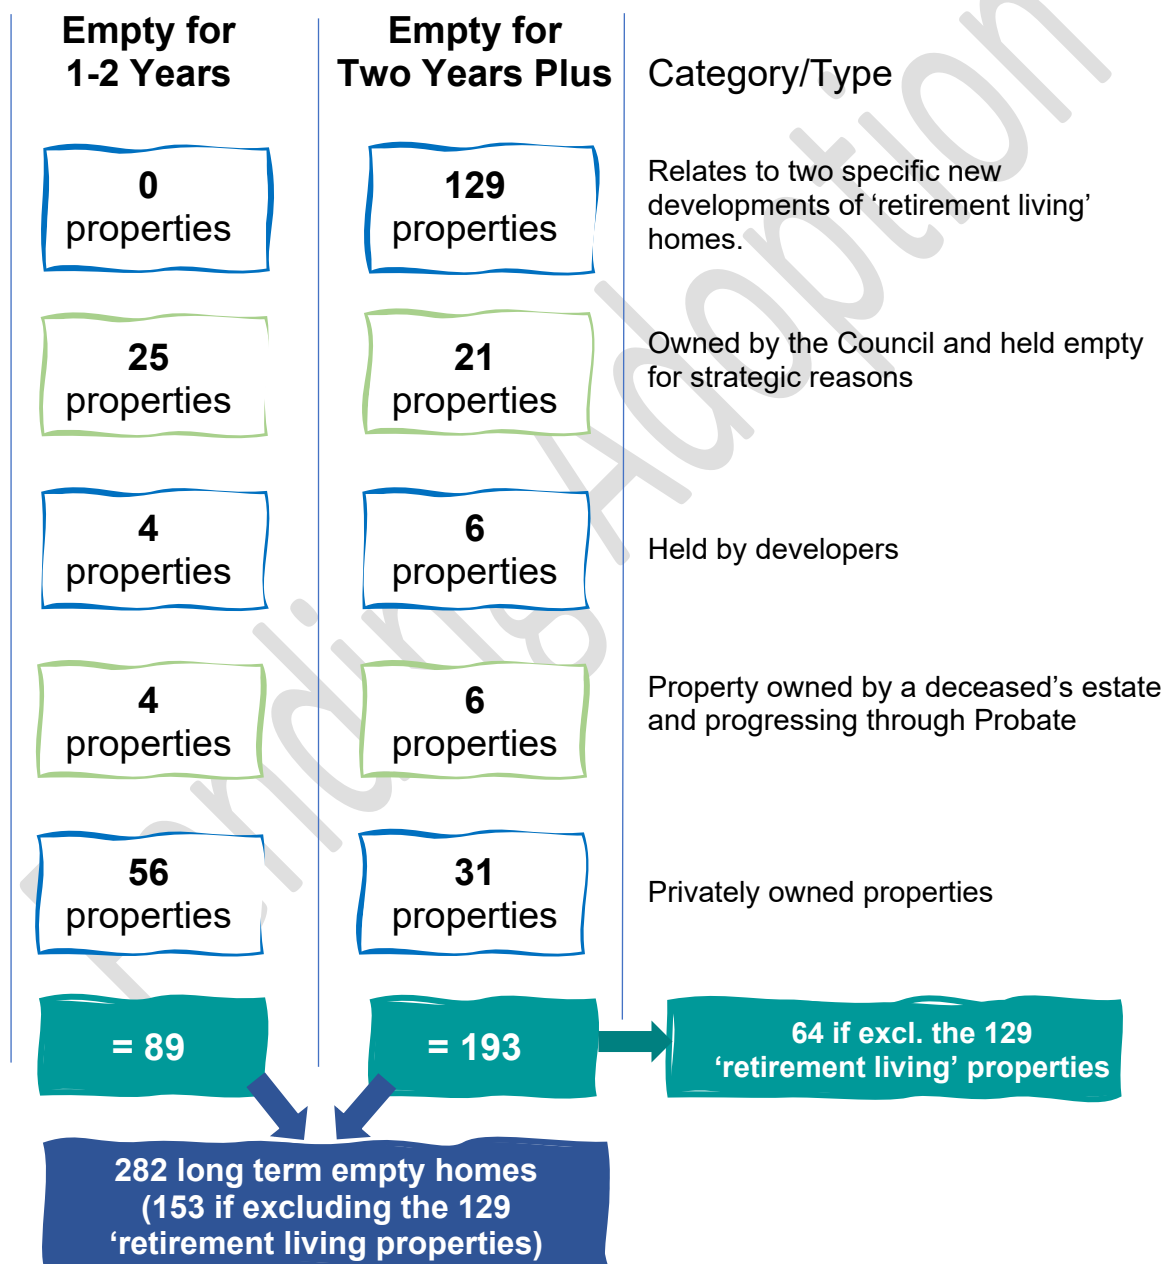 Empty for
1-2 Years
Empty for
Two Years Plus
Category/Type
0
properties
129
properties
Relates to two specific new
developments of ‘retirement living’
homes.
25
properties
21
properties
Owned by the Council and held empty
for strategic reasons
4
properties
6
properties
Held by developers
4
properties
6
properties
Property owned by a deceased’s estate
and progressing through Probate
56
properties
31
properties
Privately owned properties
= 89
= 193
64 if excl. the 129
‘retirement living’ properties
282 long term empty homes
(153 if excluding the 129
‘retirement living properties)
Pending Adoption